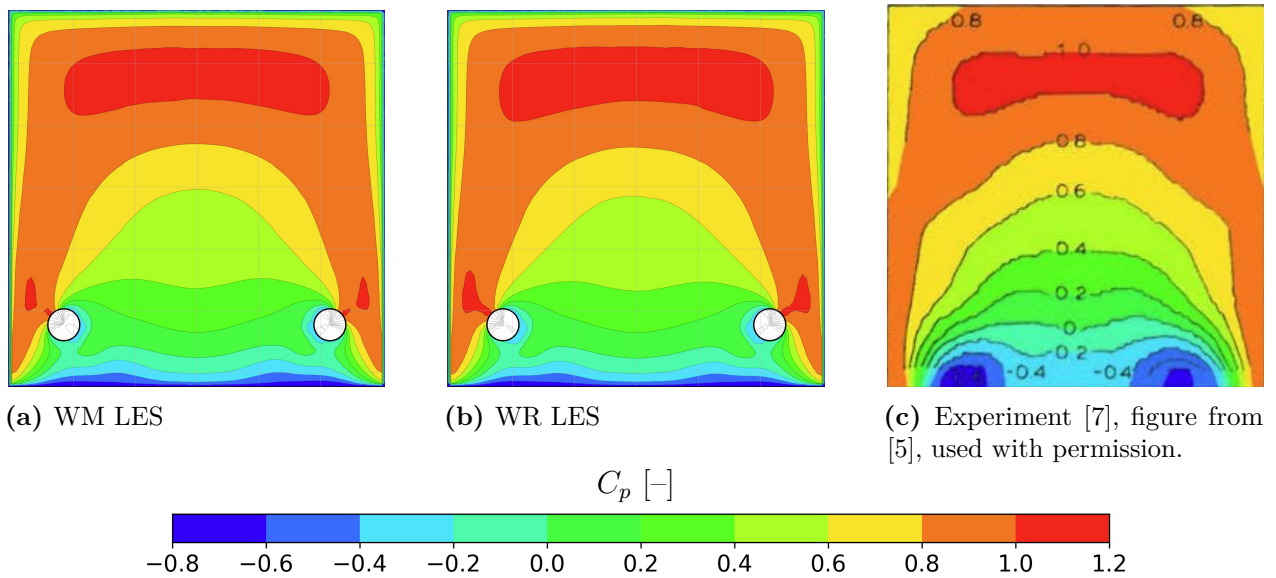 0.8 0.8
1.0
0.8
0.6
0.4
0.2
0
0.2
-0.4 -0.4
(a) WM LES
(b) WR LES
(c) Experiment [7], figure from
[5], used with permission.
C_p [–]
−0.8 −0.6 −0.4 −0.2 0.0 0.2 0.4 0.6 0.8 1.0 1.2